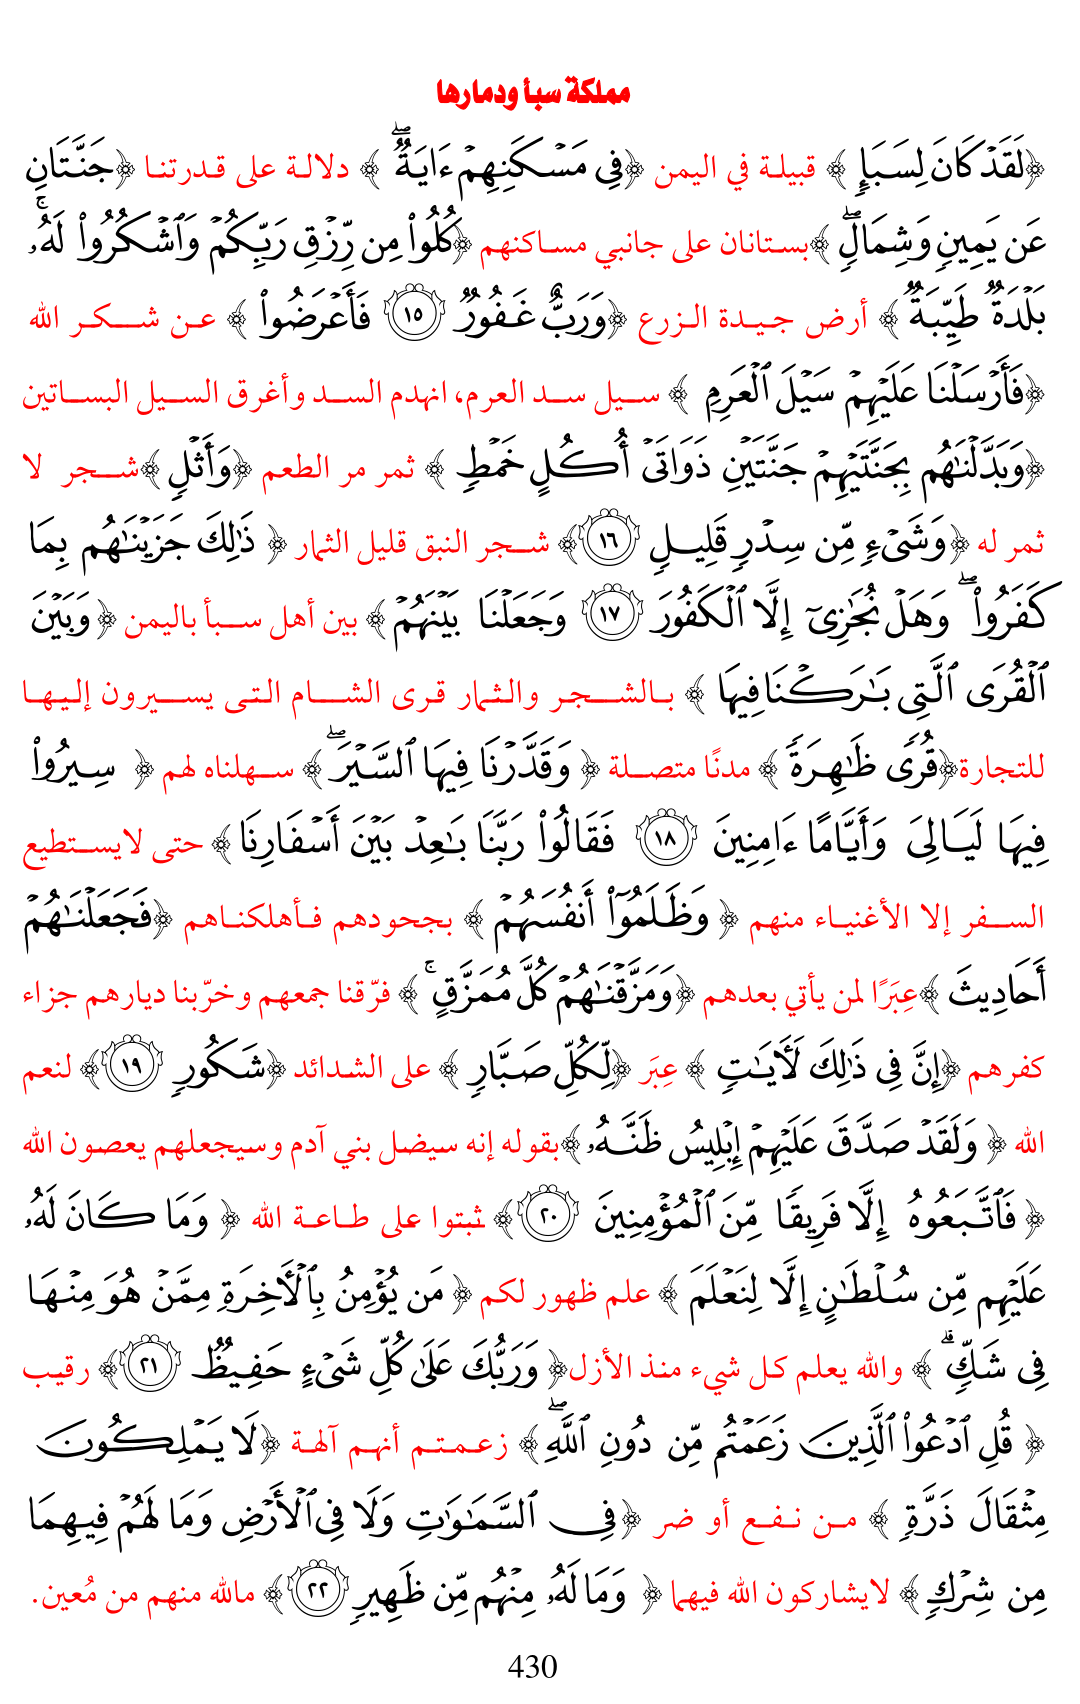 مملكة سبأ ودمارها
﴿لَقَدْ كَانَ لِسَبَإٍ ﴾ قبيلة في اليمن ﴿فِى مَسْكَنِهِمْ ءَايَةٌۖ ﴾ دلالة على قدرتنا ﴿جَنَّتَانِ
عَن يَمِينٍ وَشِمَالٍۖ ﴾بستانان على جانبي مساكنهم ﴿كُلُوا۟ مِن رِّزْقِ رَبِّكُمْ وَٱشْكُرُوا۟ لَهُۥۚ
بَلْدَةٌ طَيِّبَةٌ ﴾ أرض جيدة الزرع ﴿وَرَبٌّ غَفُورٌ ١٥ فَأَعْرَضُوا۟ ﴾ عن شكر الله
﴿فَأَرْسَلْنَا عَلَيْهِمْ سَيْلَ ٱلْعَرِمِ ﴾ سيل سد العرم، انهدم السد وأغرق السيل البساتين
﴿وَبَدَّلْنَـٰهُم بِجَنَّتَيْهِمْ جَنَّتَيْنِ ذَوَاتَىْ أُكُلٍ خَمْطٍ ﴾ ثمر مر الطعم ﴿وَأَثْلٍ ﴾شجر لا
ثمر له ﴿وَشَىْءٍ مِّن سِدْرٍ قَلِيلٍ ١٦﴾ شجر النبق قليل الثمار ﴿ ذَٰلِكَ جَزَيْنَـٰهُم بِمَا
كَفَرُوا۟ۖ وَهَلْ نُجَـٰزِىٓ إِلَّا ٱلْكَفُورَ ١٧ وَجَعَلْنَا بَيْنَهُمْ ﴾ بين أهل سبأ باليمن ﴿وَبَيْنَ
ٱلْقُرَى ٱلَّتِى بَـٰرَكْنَا فِيهَا ﴾ بالشجر والثمار قرى الشام التى يسيرون إليها
للتجارة﴿قُرًى ظَـٰهِرَةً ﴾ مدنًا متصلة ﴿ وَقَدَّرْنَا فِيهَا ٱلسَّيْرَۖ ﴾ سهلناه لهم ﴿ سِيرُوا۟
فِيهَا لَيَالِىَ وَأَيَّامًا ءَامِنِينَ ١٨ فَقَالُوا۟ رَبَّنَا بَـٰعِدْ بَيْنَ أَسْفَارِنَا ﴾ حتى لايستطيع
السفر إلا الأغنياء منهم ﴿ وَظَلَمُوٓا۟ أَنفُسَهُمْ ﴾ بجحودهم فأهلكناهم ﴿فَجَعَلْنَـٰهُمْ
أَحَادِيثَ ﴾عِبَرًا لمن يأتي بعدهم ﴿وَمَزَّقْنَـٰهُمْ كُلَّ مُمَزَّقٍۚ ﴾ فرّقنا جمعهم وخرّبنا ديارهم جزاء
كفرهم ﴿إِنَّ فِى ذَٰلِكَ لَـَٔايَـٰتٍ ﴾ عِبَر ﴿لِّكُلِّ صَبَّارٍ ﴾ على الشدائد ﴿شَكُورٍ ١٩﴾ لنعم
الله ﴿ وَلَقَدْ صَدَّقَ عَلَيْهِمْ إِبْلِيسُ ظَنَّهُۥ ﴾بقوله إنه سيضل بني آدم وسيجعلهم يعصون الله
﴿ فَٱتَّبَعُوهُ إِلَّا فَرِيقًا مِّنَ ٱلْمُؤْمِنِينَ ٢٠﴾ ثبتوا على طاعة الله ﴿ وَمَا كَانَ لَهُۥ
عَلَيْهِم مِّن سُلْطَـٰنٍ إِلَّا لِنَعْلَمَ ﴾ علم ظهور لكم ﴿ مَن يُؤْمِنُ بِٱلْـَٔاخِرَةِ مِمَّنْ هُوَ مِنْهَا
فِى شَكٍّۗ ﴾ والله يعلم كل شيء منذ الأزل﴿ وَرَبُّكَ عَلَىٰ كُلِّ شَىْءٍ حَفِيظٌ ٢١﴾ رقيب
﴿ قُلِ ٱدْعُوا۟ ٱلَّذِينَ زَعَمْتُم مِّن دُونِ ٱللَّهِۖ ﴾ زعمتم أنهم آلهة ﴿لَا يَمْلِكُونَ
مِثْقَالَ ذَرَّةٍ ﴾ من نفع أو ضر ﴿فِى ٱلسَّمَـٰوَٰتِ وَلَا فِى ٱلْأَرْضِ وَمَا لَهُمْ فِيهِمَا
مِن شِرْكٍ ﴾ لايشاركون الله فيهما ﴿ وَمَا لَهُۥ مِنْهُم مِّن ظَهِيرٍ ٢٢﴾ مالله منهم من مُعين.
430